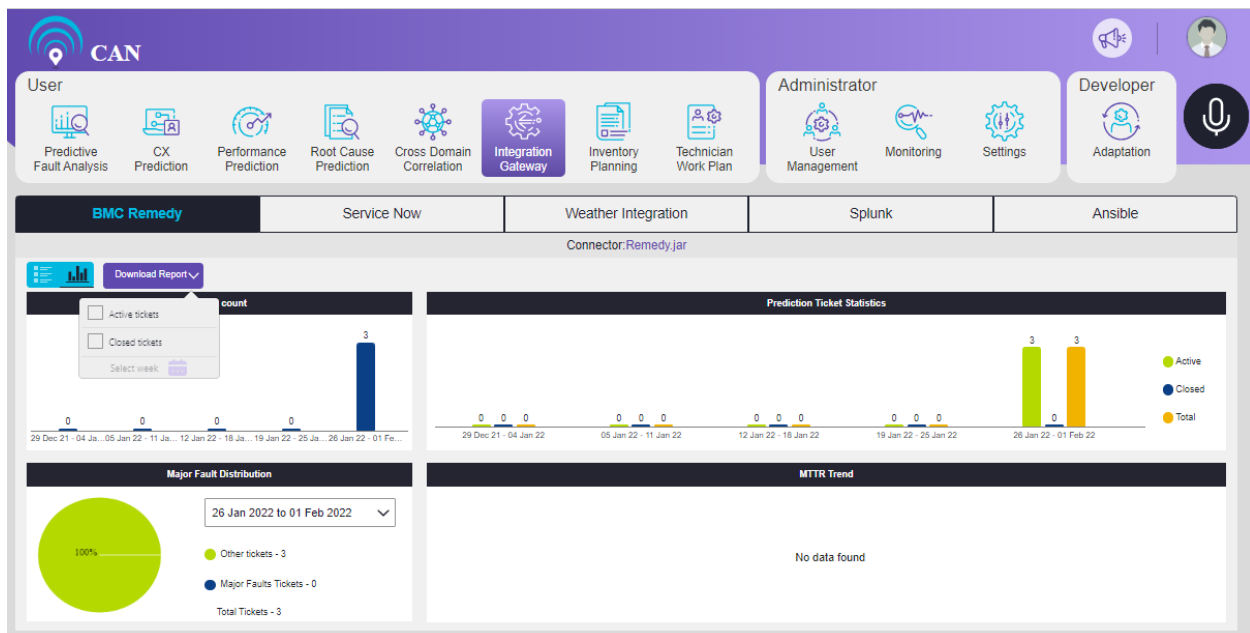 CAN
User
Administrator
Developer
Predictive
Fault Analysis
CX
Prediction
Performance
Prediction
Root Cause
Prediction
Cross Domain
Correlation
Integration
Gateway
Inventory
Planning
Technician
Work Plan
User
Management
Monitoring
Settings
Adaptation
BMC Remedy
Service Now
Weather Integration
Splunk
Ansible
Connector:Remedy.jar
Download Report
Active tickets
Closed tickets
Select week
count
3
0
0
0
0
29 Dec 21 - 04 Ja...
05 Jan 22 - 11 Ja...
12 Jan 22 - 18 Ja...
19 Jan 22 - 25 Ja...
26 Jan 22 - 01 Fe...
Prediction Ticket Statistics
0 0 0
0 0 0
0 0 0
0 0 0
3 0 3
29 Dec 21 - 04 Jan 22
05 Jan 22 - 11 Jan 22
12 Jan 22 - 18 Jan 22
19 Jan 22 - 25 Jan 22
26 Jan 22 - 01 Feb 22
Active
Closed
Total
Major Fault Distribution
100%
26 Jan 2022 to 01 Feb 2022
Other tickets - 3
Major Faults Tickets - 0
Total Tickets - 3
MTTR Trend
No data found